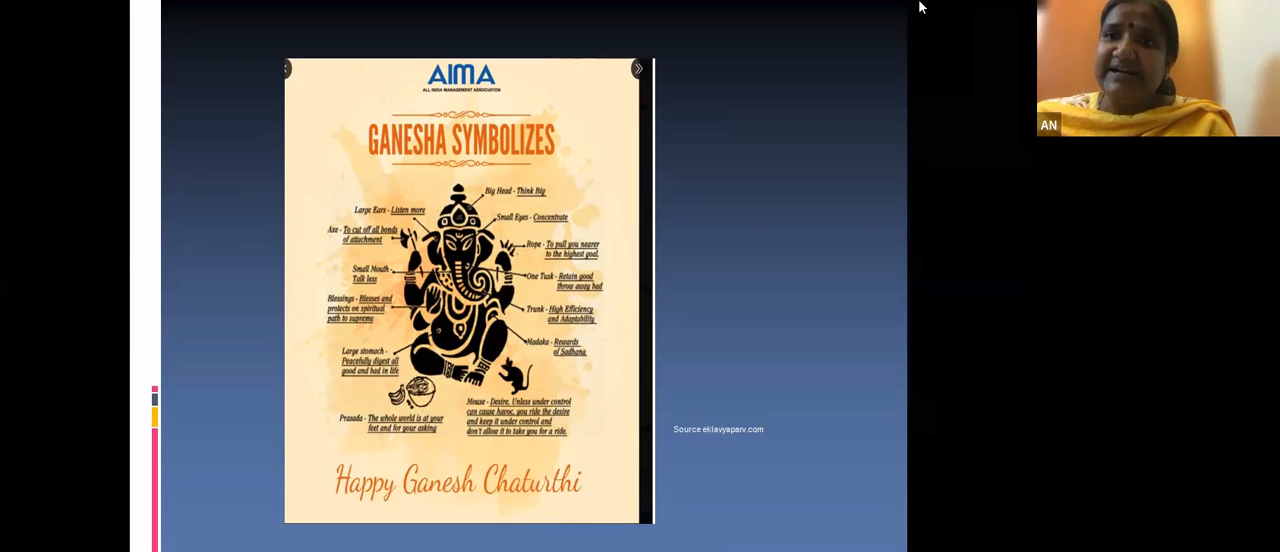 AIMA
ALL INDIA MANAGEMENT ASSOCIATION
GANESHA SYMBOLIZES
Big Head - Think Big
Large Ears - Listen more
Small Eyes - Concentrate
Axe - To cut off all bonds
of attachment
Rope - To pull you nearer
to the highest goal.
Small Mouth -
Talk less
One Tusk - Retain good
throw away bad
Blessings - Blesses and
protects on spiritual
path to supreme
Trunk - High Efficiency
and Adaptability
Madaka - Rewards
of Sadhana
Large stomach -
Peacefully digest all
good and bad in life
Prasada - The whole world is at your
feet and for your asking
Mouse - Desire. Unless under control
can cause havoc. you ride the desire
and keep it under control and
don't allow it to take you for a ride.
Happy Ganesh Chaturthi
Source eklavyaparv.com
AN